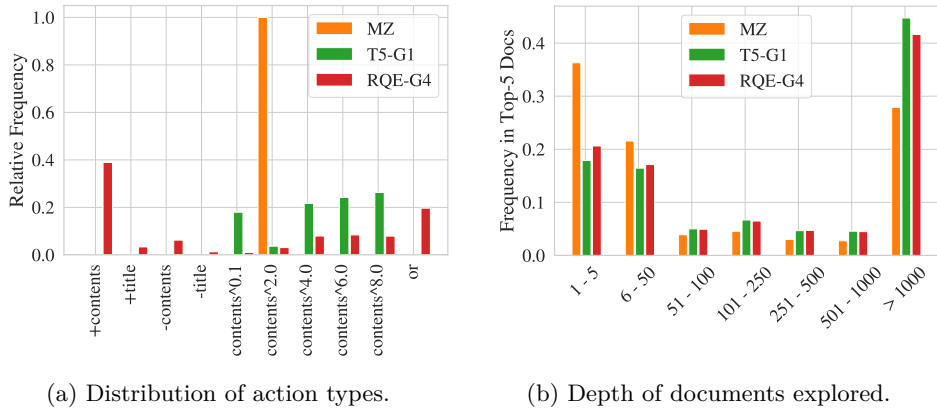 Relative Frequency
1.0
0.8
0.6
0.4
0.2
0.0
MZ
T5-G1
RQE-G4
+contents
+title
-contents
-title
contents^0.1
contents^2.0
contents^4.0
contents^6.0
contents^8.0
or
(a) Distribution of action types.
Frequency in Top-5 Docs
0.4
0.3
0.2
0.1
0.0
MZ
T5-G1
RQE-G4
1 - 5
6 - 50
51 - 100
101 - 250
251 - 500
501 - 1000
> 1000
(b) Depth of documents explored.